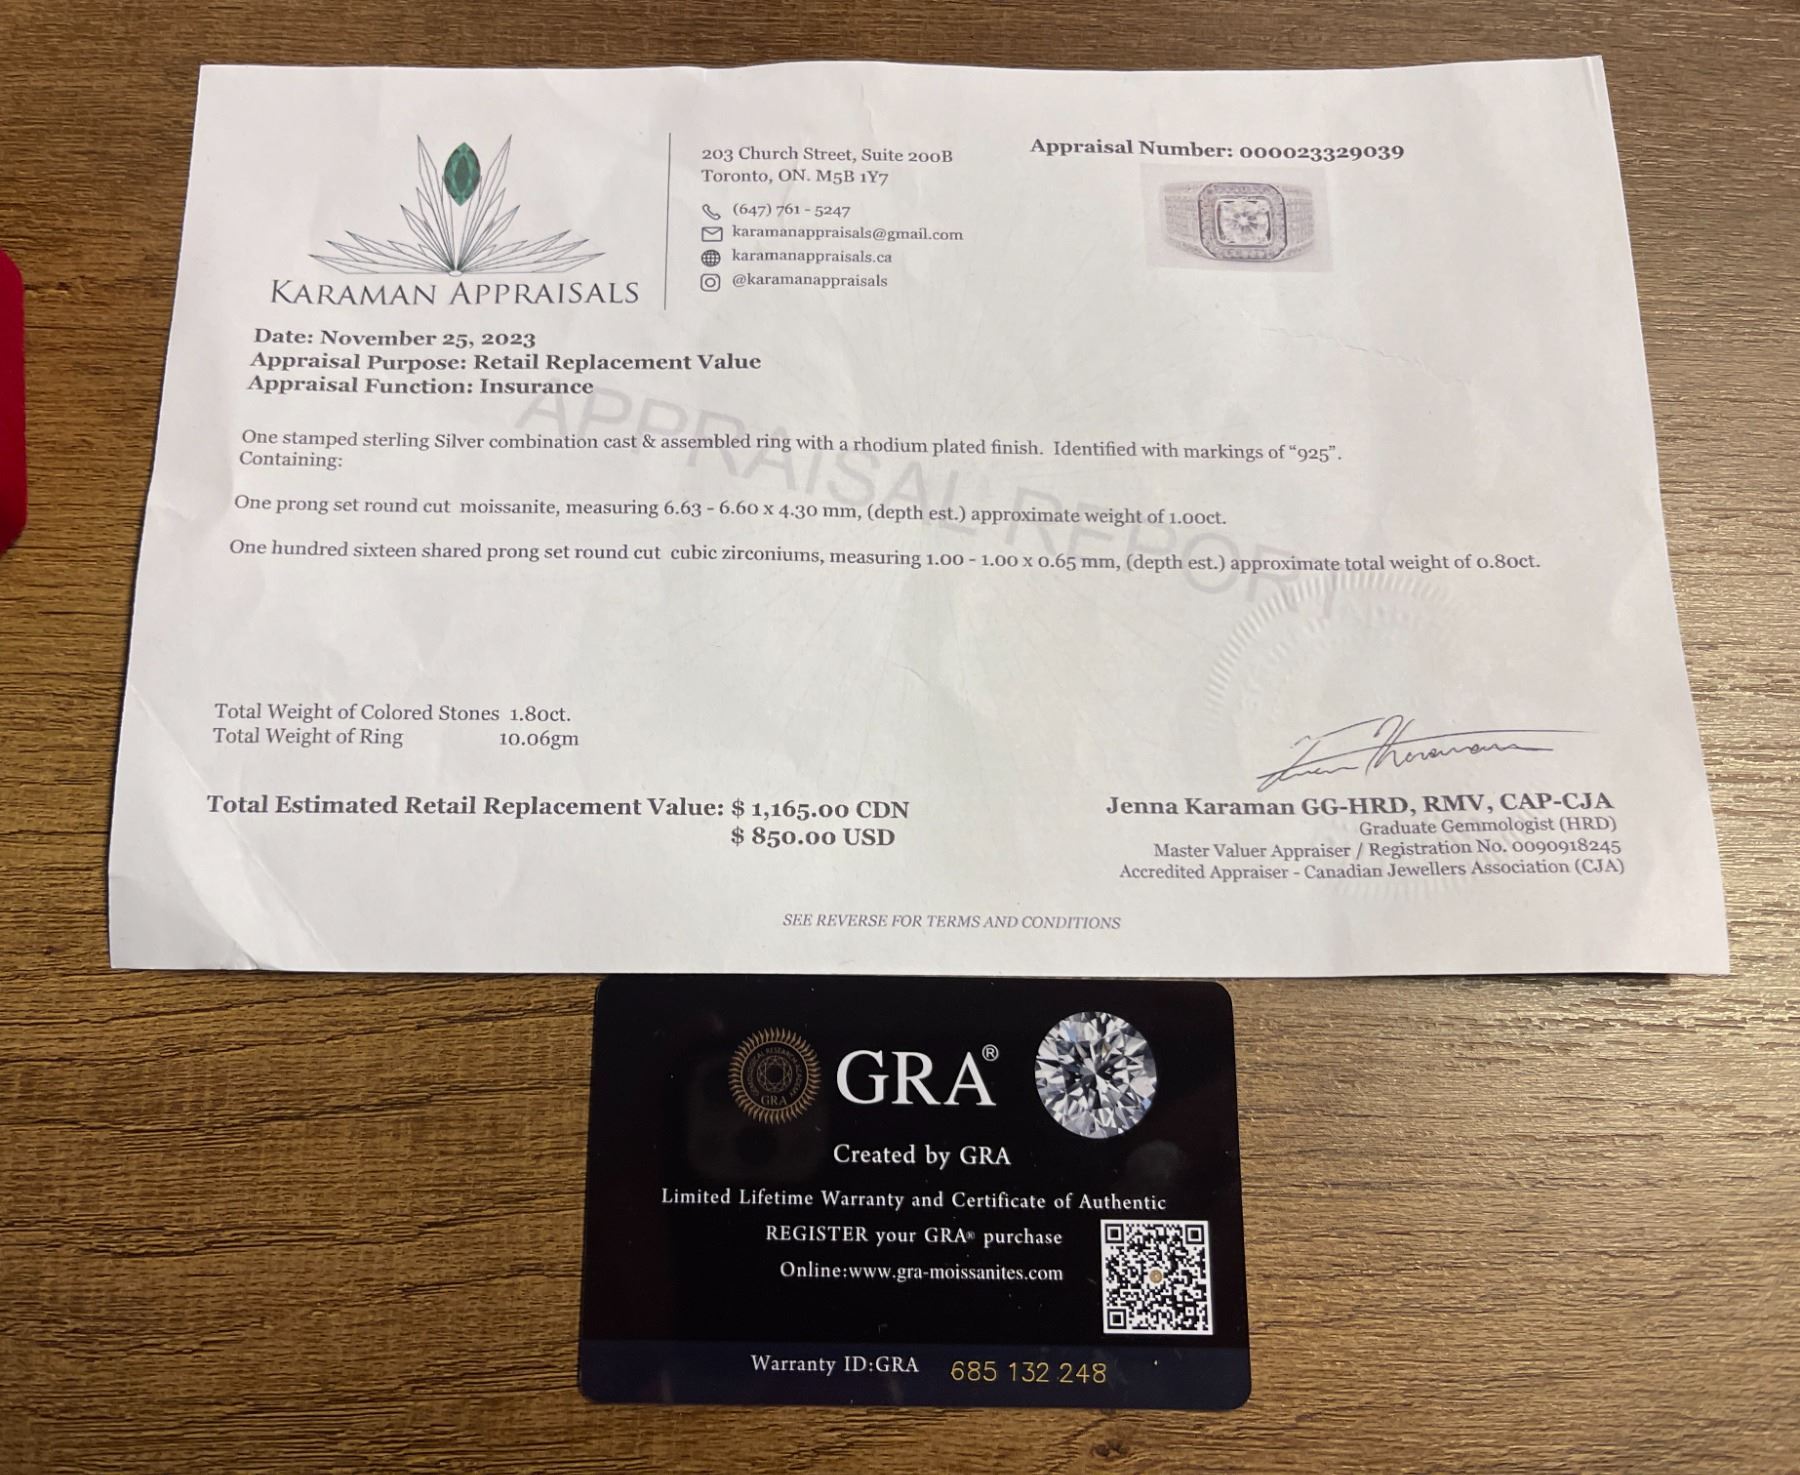 KARAMAN APPRAISALS
203 Church Street, Suite 200B
Toronto, ON. M5B 1Y7
(647) 761 - 5247
karamanappraisals@gmail.com
karamanappraisals.ca
@karamanappraisals
Appraisal Number: 000023329039
Date: November 25, 2023
Appraisal Purpose: Retail Replacement Value
Appraisal Function: Insurance
APPRAISAL REPORT
One stamped sterling Silver combination cast & assembled ring with a rhodium plated finish. Identified with markings of “925”.
Containing:
One prong set round cut moissanite, measuring 6.63 - 6.60 x 4.30 mm, (depth est.) approximate weight of 1.00ct.
One hundred sixteen shared prong set round cut cubic zirconiums, measuring 1.00 - 1.00 x 0.65 mm, (depth est.) approximate total weight of 0.80ct.
Total Weight of Colored Stones 1.80ct.
Total Weight of Ring 10.06gm
Total Estimated Retail Replacement Value: $ 1,165.00 CDN
$ 850.00 USD
Jenna Karaman GG-HRD, RMV, CAP-CJA
Graduate Gemmologist (HRD)
Master Valuer Appraiser / Registration No. 0090918245
Accredited Appraiser - Canadian Jewellers Association (CJA)
SEE REVERSE FOR TERMS AND CONDITIONS
GRA
GRA®
Created by GRA
Limited Lifetime Warranty and Certificate of Authentic
REGISTER your GRA® purchase
Online:www.gra-moissanites.com
Warranty ID:GRA 685 132 248